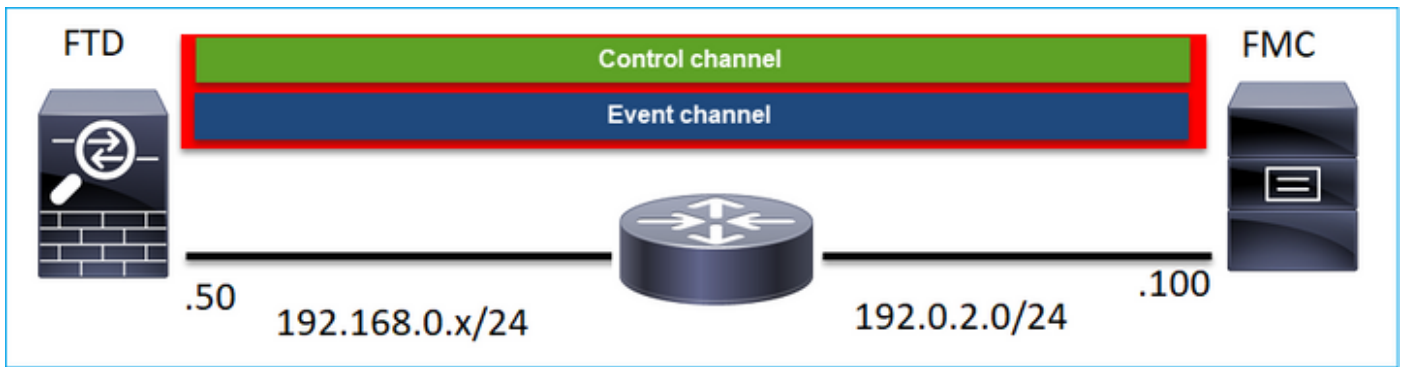 FTD
Control channel
FMC
Event channel
.50
192.168.0.x/24
192.0.2.0/24
.100